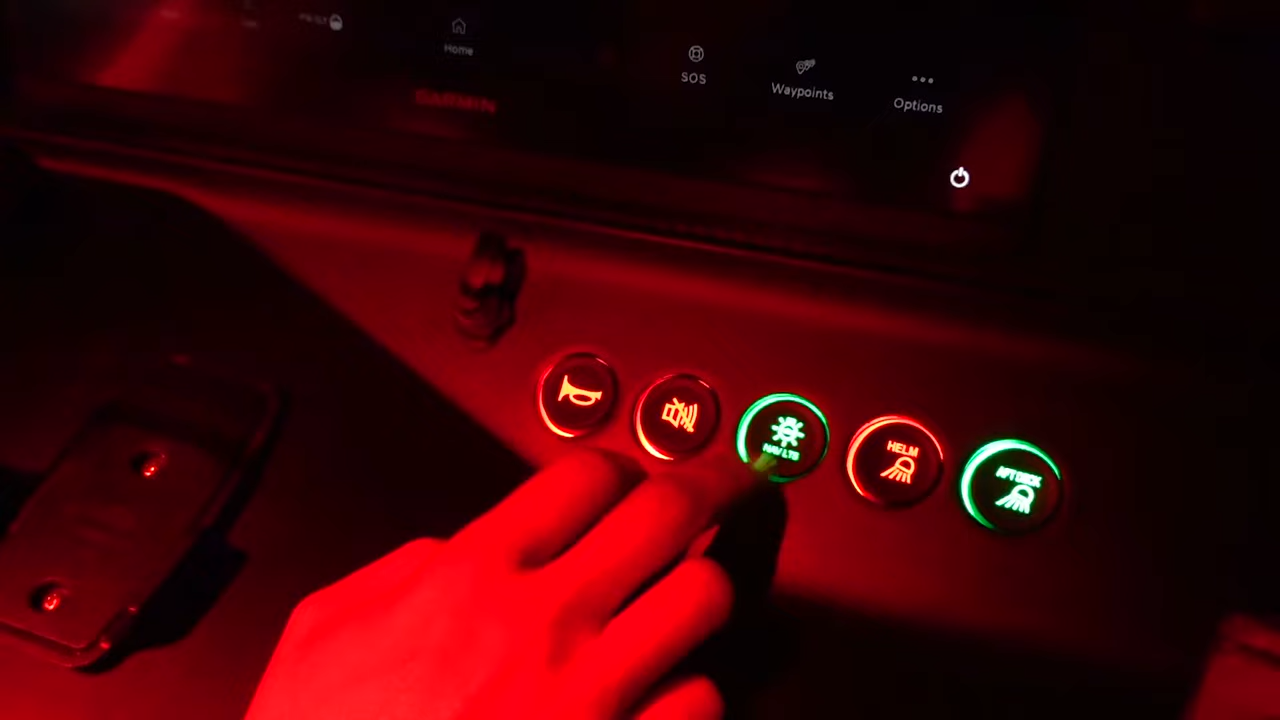 Home
SOS
Waypoints
Options
GARMIN
NAV LTS
HELM
AFT DECK